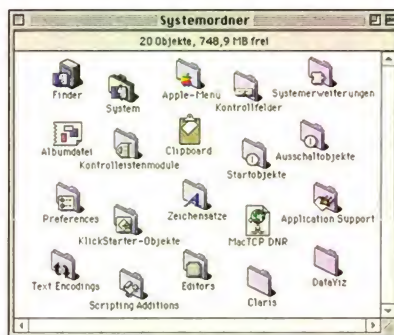 Systemordner
20 Objekte, 748,9 MB frei
Finder
System
Apple-Menü
Kontrollfelder
Systemerweiterungen
Albumdatei
Kontrolleistenmodule
Clipboard
Startobjekte
Ausschaltobjekte
Preferences
KlickStarter-Objekte
Zeichensätze
MacTCP DNR
Application Support
Text Encodings
Scripting Additions
Editors
Claris
DataViz